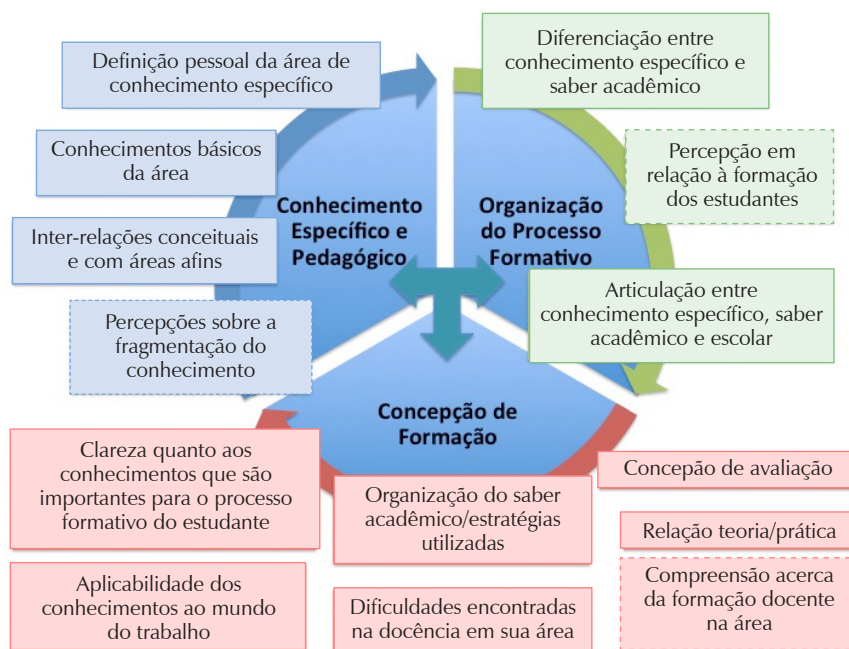 Definição pessoal da área de
conhecimento específico
Conhecimentos básicos
da área
Inter-relações conceituais
e com áreas afins
Percepções sobre a
fragmentação do
conhecimento
Conhecimento
Específico e
Pedagógico
Diferenciação entre
conhecimento específico e
saber acadêmico
Percepção em
relação à formação
dos estudantes
Organização
do Processo
Formativo
Articulação entre
conhecimento específico, saber
acadêmico e escolar
Concepção de
Formação
Clareza quanto aos
conhecimentos que são
importantes para o processo
formativo do estudante
Aplicabilidade dos
conhecimentos ao mundo
do trabalho
Organização do saber
acadêmico/estratégias
utilizadas
Dificuldades encontradas
na docência em sua área
Concepão de avaliação
Relação teoria/prática
Compreensão acerca
da formação docente
na área